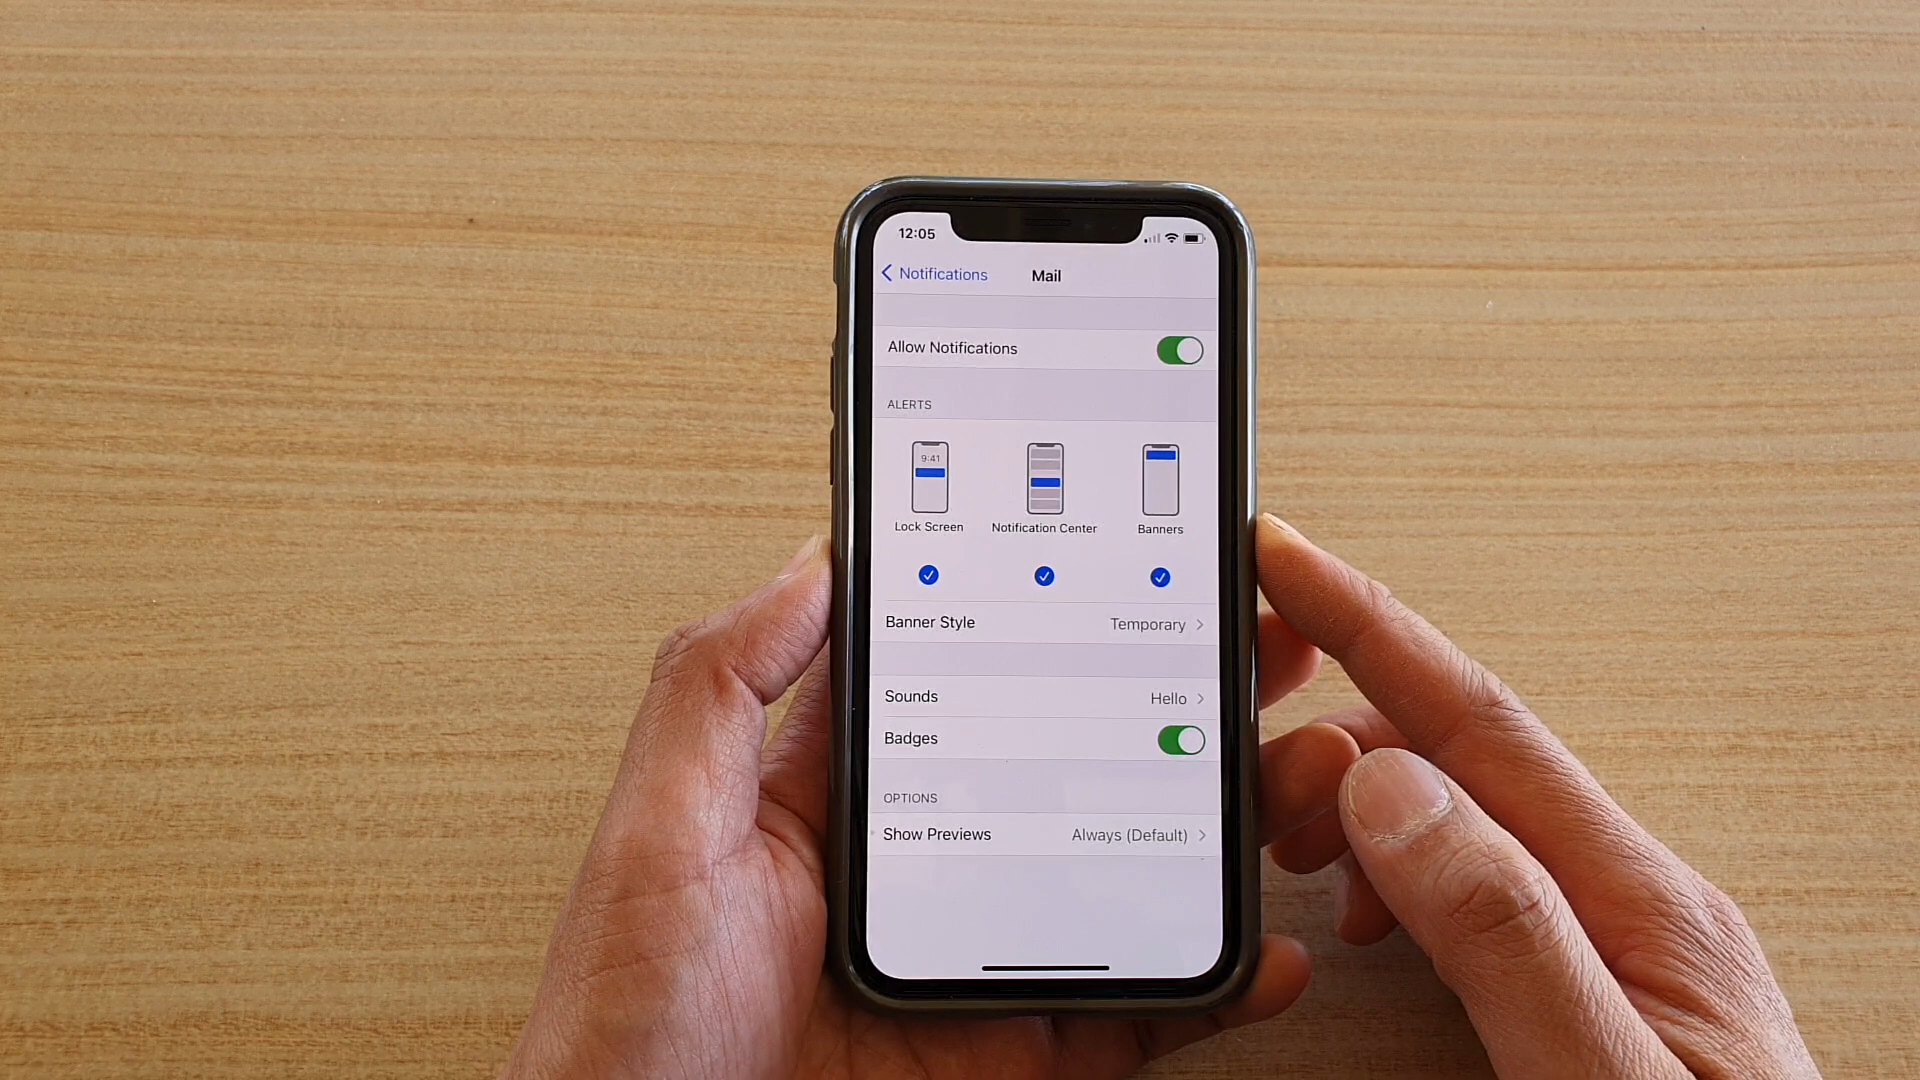 12:05
Notifications Mail
Allow Notifications
ALERTS
9:41
Lock Screen Notification Center Banners
Banner Style Temporary
Sounds Hello
Badges
OPTIONS
Show Previews Always (Default)